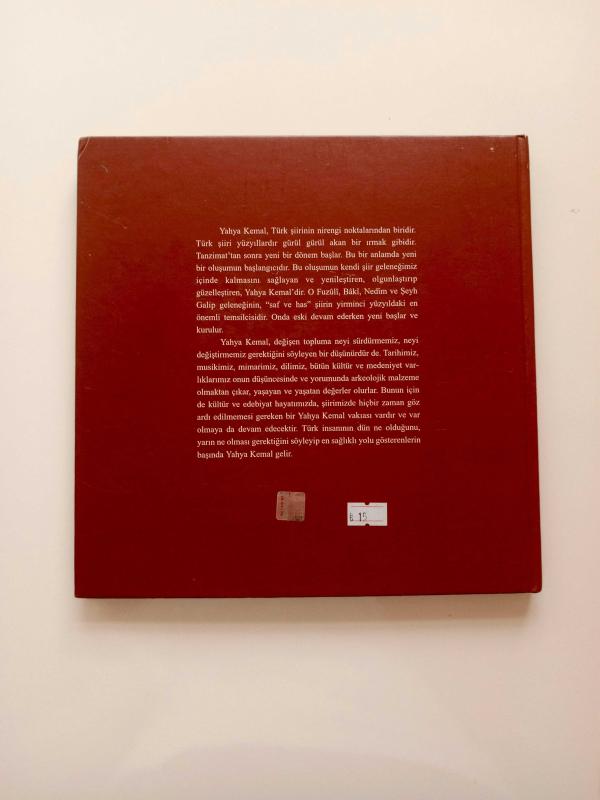 Yahya Kemal, Türk şiirinin nirengi noktalarından biridir.
Türk şiiri yüzyıllardır gürül gürül akan bir ırmak gibidir.
Tanzimat'tan sonra yeni bir dönem başlar. Bu bir anlamda yeni
bir oluşumun başlangıcıdır. Bu oluşumun kendi şiir geleneğimiz
içinde kalmasını sağlayan ve yenileştiren, olgunlaştırıp
güzelleştiren, Yahya Kemal'dir. O Fuzûlî, Bâkî, Nedîm ve Şeyh
Galip geleneğinin, “saf ve has” şiirin yirminci yüzyıldaki en
önemli temsilcisidir. Onda eski devam ederken yeni başlar ve
kurulur.
Yahya Kemal, değişen topluma neyi sürdürmemiz, neyi
değiştirmemiz gerektiğini söyleyen bir düşünürdür de. Tarihimiz,
musikimiz, mimarimiz, dilimiz, bütün kültür ve medeniyet var-
lıklarımız onun düşüncesinde ve yorumunda arkeolojik malzeme
olmaktan çıkar, yaşayan ve yaşatan değerler olurlar. Bunun için
de kültür ve edebiyat hayatımızda, şiirimizde hiçbir zaman göz
ardı edilmemesi gereken bir Yahya Kemal vakıası vardır ve var
olmaya da devam edecektir. Türk insanının dün ne olduğunu,
yarın ne olması gerektiğini söyleyip en sağlıklı yolu gösterenlerin
başında Yahya Kemal gelir.
₺ 15